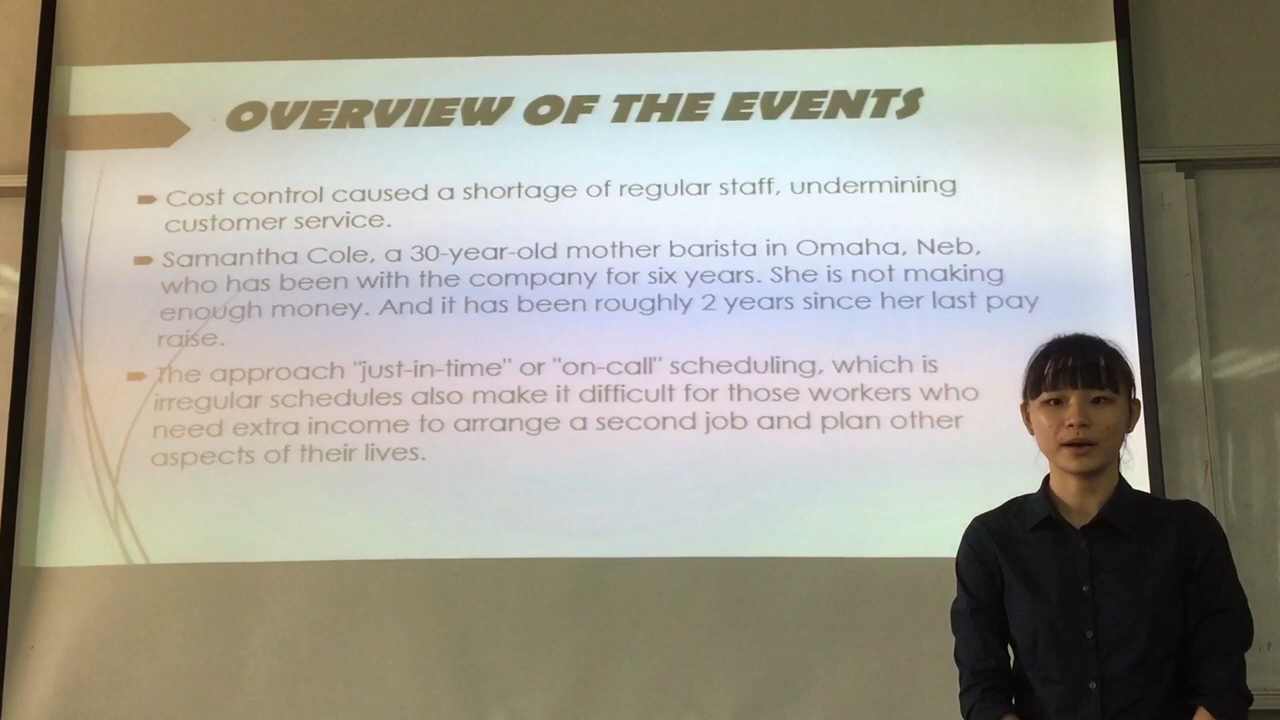 OVERVIEW OF THE EVENTS
Cost control caused a shortage of regular staff, undermining
customer service.
Samantha Cole, a 30-year-old mother barista in Omaha, Neb,
who has been with the company for six years. She is not making
enough money. And it has been roughly 2 years since her last pay
raise.
The approach "just-in-time" or "on-call" scheduling, which is
irregular schedules also make it difficult for those workers who
need extra income to arrange a second job and plan other
aspects of their lives.